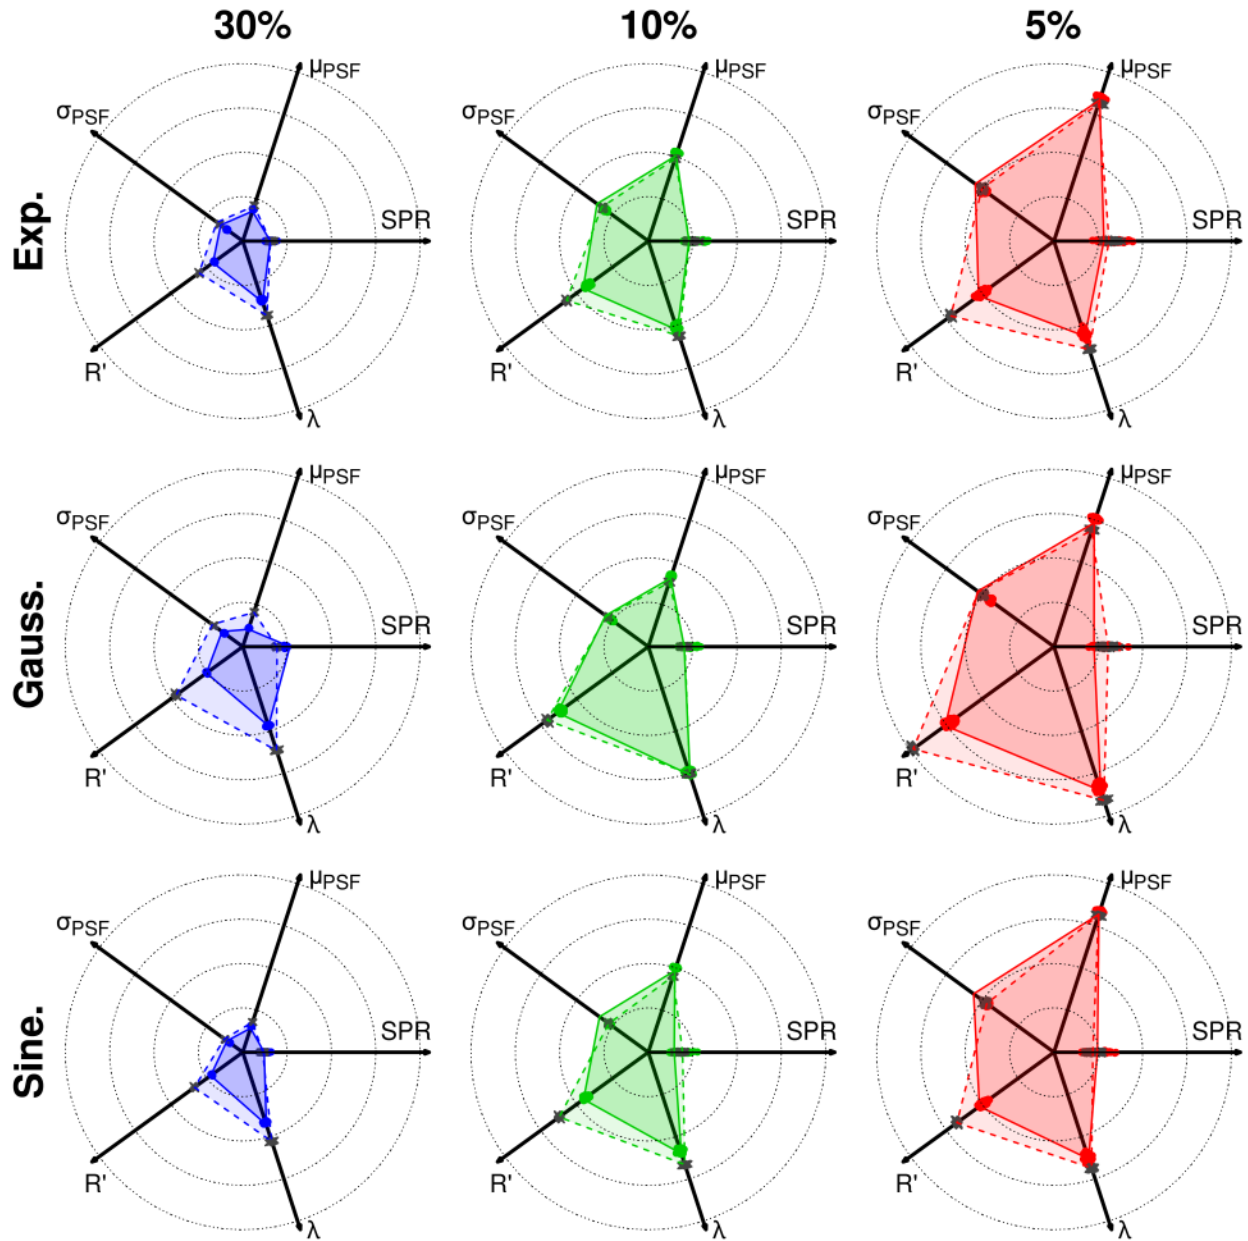 30% 10% 5%
Exp.
μPSF μPSF μPSF
σPSF σPSF σPSF
SPR SPR SPR
R' R' R'
λ λ λ
Gauss.
μPSF μPSF μPSF
σPSF σPSF σPSF
SPR SPR SPR
R' R' R'
λ λ λ
Sine.
μPSF μPSF μPSF
σPSF σPSF σPSF
SPR SPR SPR
R' R' R'
λ λ λ